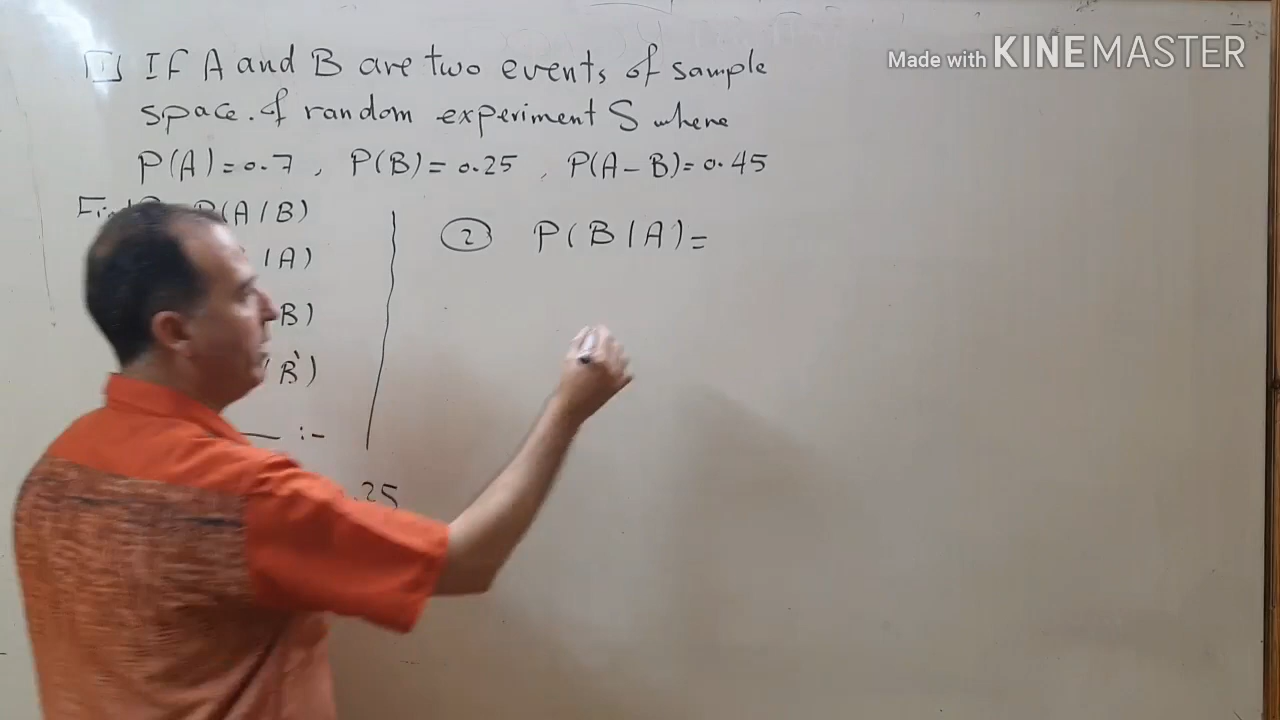 Made with KINEMASTER
1 If A and B are two events of sample
space of random experiment S where
P(A)=0.7 , P(B)=0.25 , P(A-B)=0.45
P(A/B)
/A)
B)
B`)
:-
.25
2 P(B/A)=